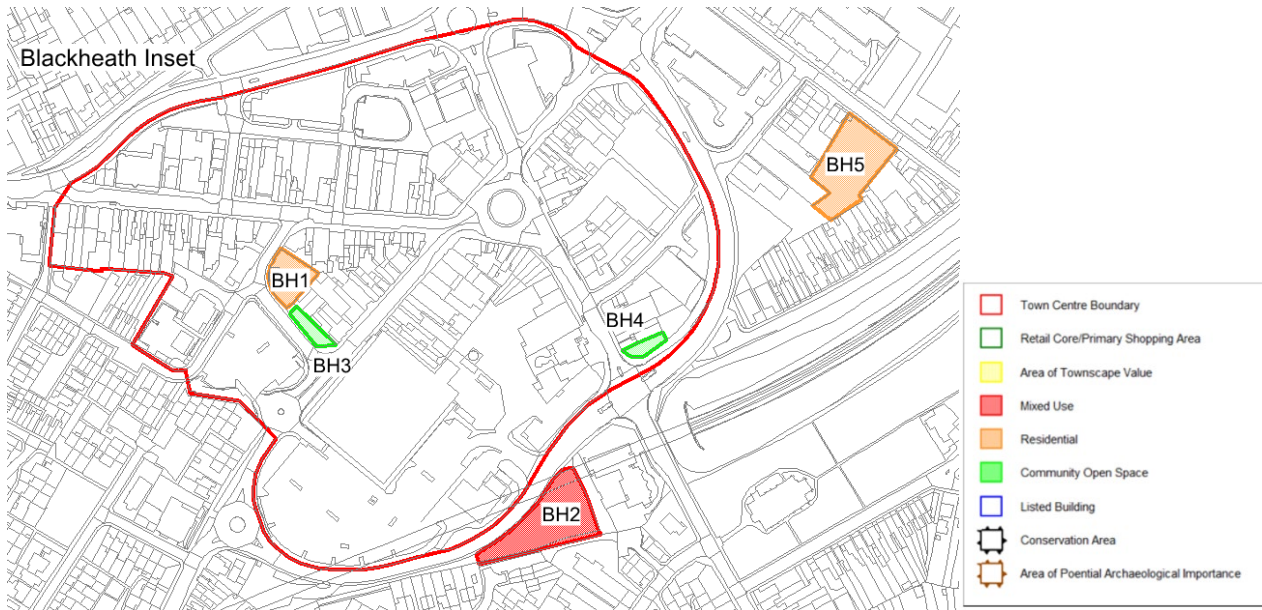 Blackheath Inset
BH5
BH1
BH4
BH3
BH2
Town Centre Boundary
Retail Core/Primary Shopping Area
Area of Townscape Value
Mixed Use
Residential
Community Open Space
Listed Building
Conservation Area
Area of Poential Archaeological Importance